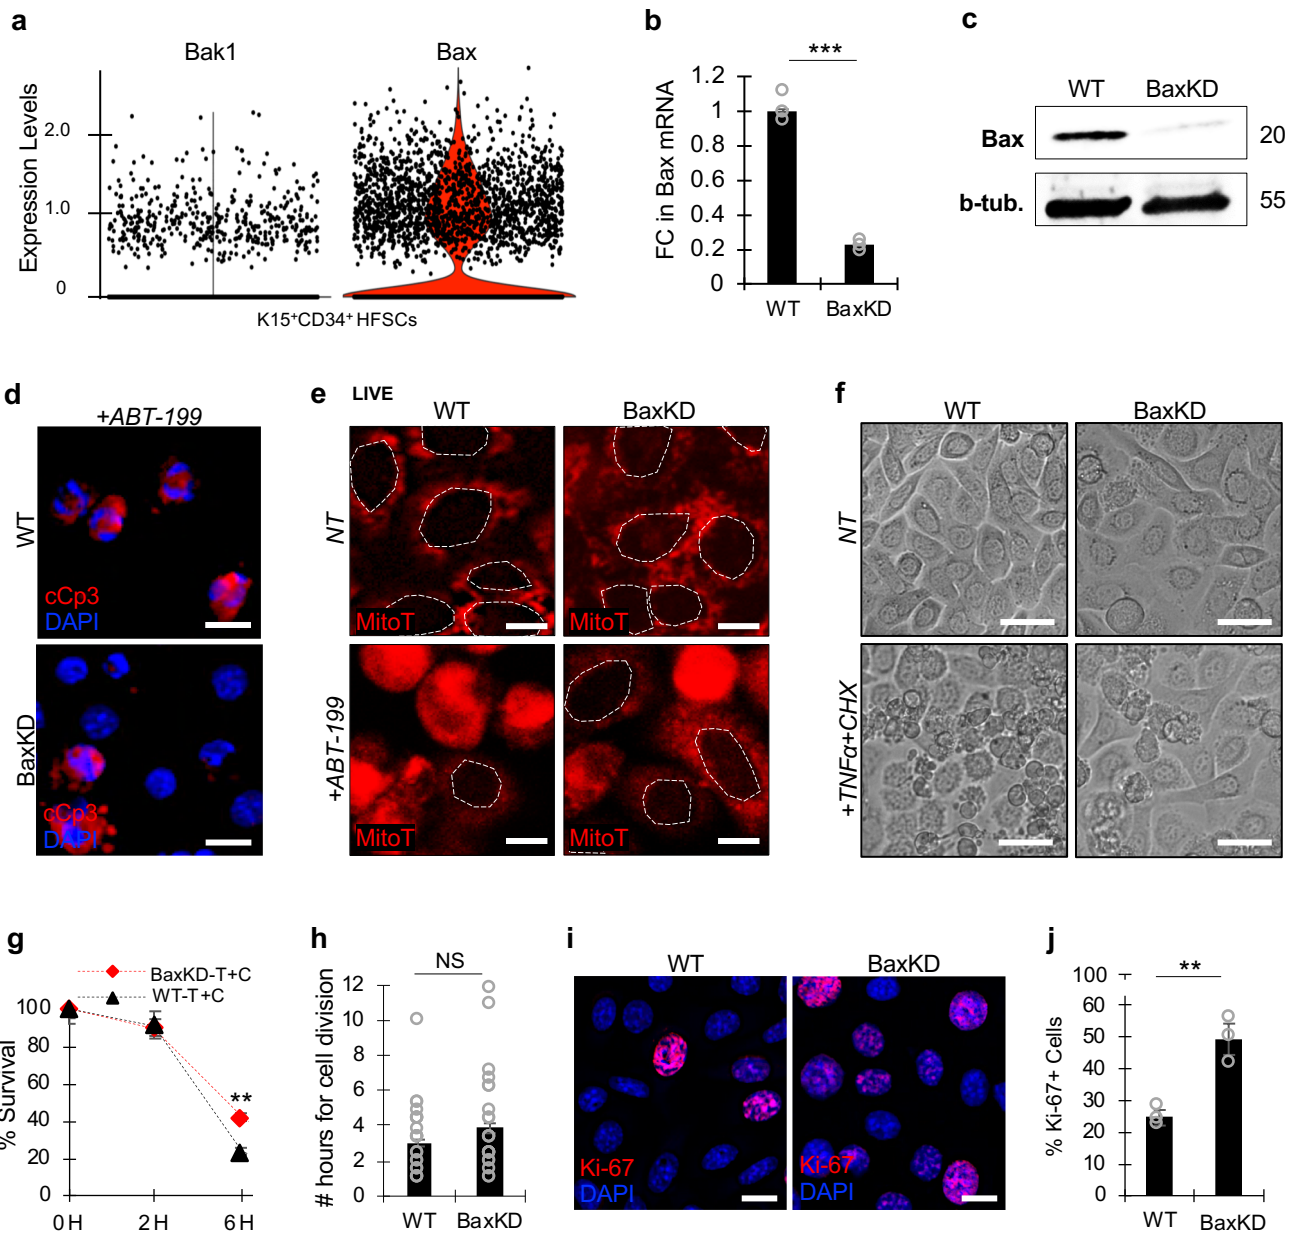 a
Bak1
Bax
Expression Levels
2.0
1.0
0
K15+CD34+ HFSCs
b
***
FC in Bax mRNA
1.2
1
0.8
0.6
0.4
0.2
0
WT
BaxKD
c
WT
BaxKD
Bax
20
b-tub.
55
d
+ABT-199
WT
cCp3
DAPI
BaxKD
cCp3
DAPI
e
LIVE
WT
BaxKD
NT
MitoT
MitoT
+ABT-199
MitoT
MitoT
f
WT
BaxKD
NT
+TNFα+CHX
g
BaxKD-T+C
WT-T+C
% Survival
100
80
60
40
20
0
**
0H
2H
6H
h
NS
# hours for cell division
12
10
8
6
4
2
0
WT
BaxKD
i
WT
BaxKD
Ki-67
DAPI
Ki-67
DAPI
j
**
% Ki-67+ Cells
100
60
50
40
30
20
10
0
WT
BaxKD